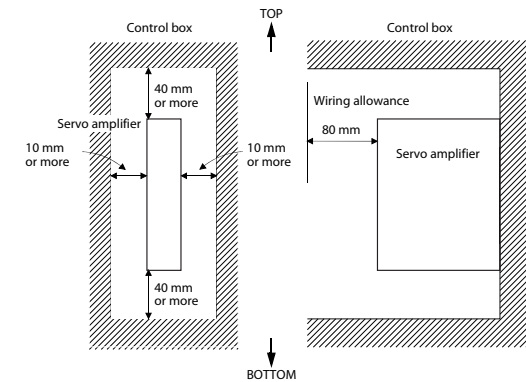 TOP
Control box
Control box
40 mm
or more
Wiring allowance
Servo amplifier
80 mm
10 mm
or more
10 mm
or more
Servo amplifier
40 mm
or more
BOTTOM